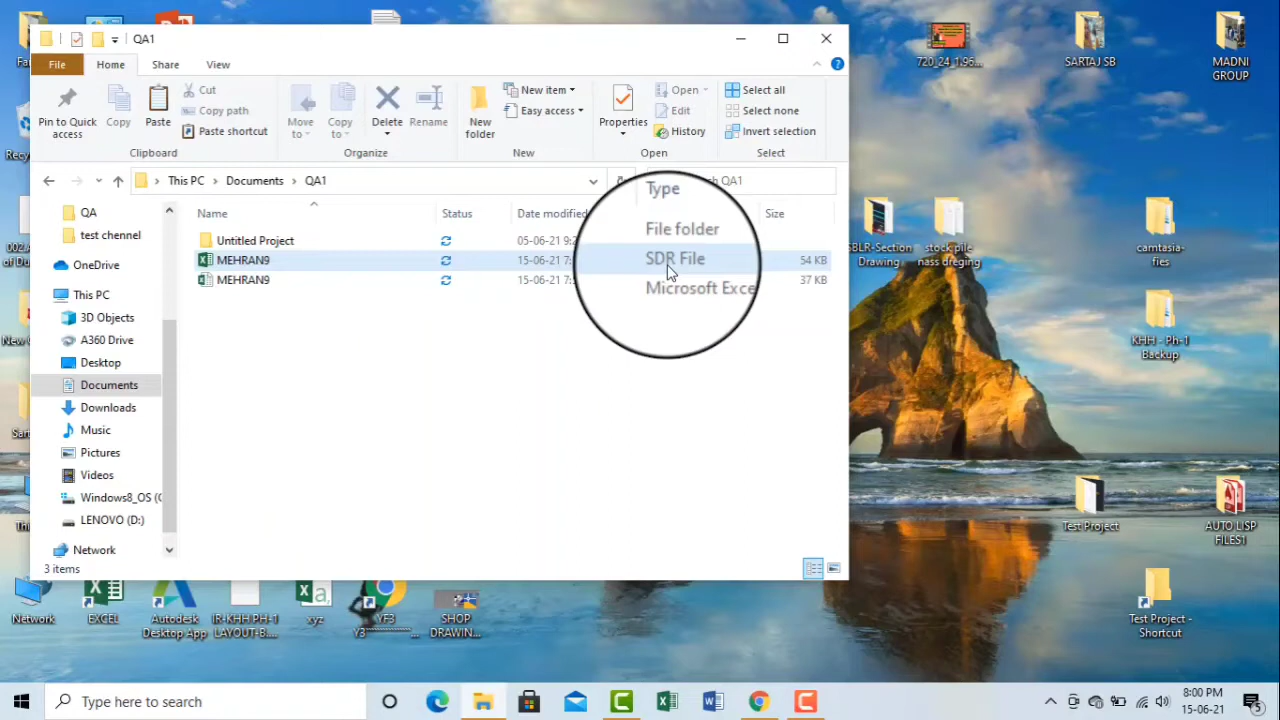 QA1
File
Home
Share
View
Cut
Copy path
Paste shortcut
Pin to Quick access
Copy
Paste
Clipboard
Move to
Copy to
Delete
Rename
Organize
New folder
New item
Easy access
New
Properties
Open
Edit
History
Open
Select all
Select none
Invert selection
Select
This PC > Documents > QA1
QA1
Name
Status
Date modified
Type
Size
Untitled Project
05-06-21
File folder
MEHRAN9
15-06-21
SDR File
54 KB
MEHRAN9
15-06-21
Microsoft Exce
37 KB
QA
test channel
OneDrive
This PC
3D Objects
A360 Drive
Desktop
Documents
Downloads
Music
Pictures
Videos
Windows8_OS (C
LENOVO (D:)
Network
3 items
720_24_1.96...
SARTAJ SB
MADNI
GROUP
SBLR-Section
Drawing
stock pile
nass dreging
camtasia-
fies
KHH - Ph-1
Backup
Test Project
AUTO LISP
FILES1
Test Project -
Shortcut
Network
EXCEL
Autodesk
Desktop App
IR-KHH PH-1
LAYOUT-B....
xyz
SHOP
DRAWIN...
Type here to search
8:00 PM
15-06-21
5